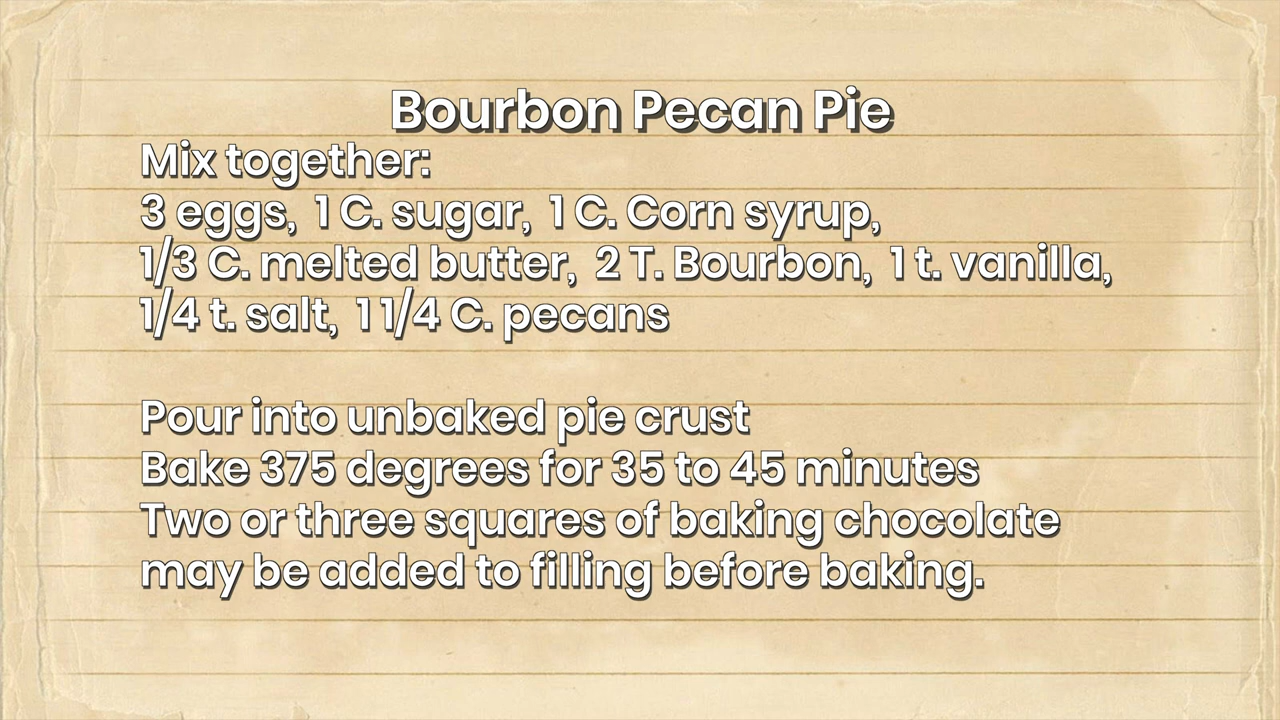 Bourbon Pecan Pie
Mix together:
3 eggs, 1 C. sugar, 1 C. Corn syrup,
1/3 C. melted butter, 2 T. Bourbon, 1 t. vanilla,
1/4 t. salt, 1 1/4 C. pecans
Pour into unbaked pie crust
Bake 375 degrees for 35 to 45 minutes
Two or three squares of baking chocolate
may be added to filling before baking.